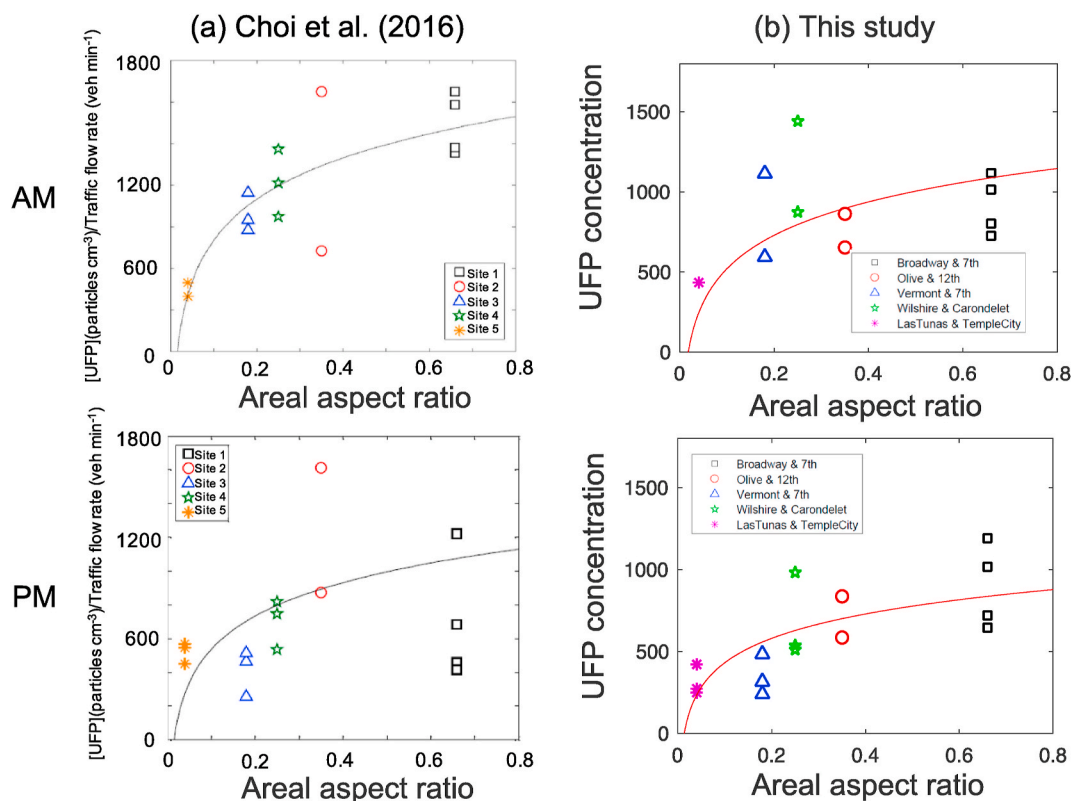 (a) Choi et al. (2016)
(b) This study
AM
[UFP](particles cm³)/Traffic flow rate (veh min⁻¹)
1800
1200
600
0
0 0.2 0.4 0.6 0.8
Areal aspect ratio
Site 1
Site 2
Site 3
Site 4
Site 5
UFP concentration
1500
1000
500
0
0 0.2 0.4 0.6 0.8
Areal aspect ratio
Broadway & 7th
Olive & 12th
Vermont & 7th
Wilshire & Carondelet
LasTunas & TempleCity
PM
[UFP](particles cm³)/Traffic flow rate (veh min⁻¹)
1800
1200
600
0
0 0.2 0.4 0.6 0.8
Areal aspect ratio
Site 1
Site 2
Site 3
Site 4
Site 5
UFP concentration
1500
1000
500
0
0 0.2 0.4 0.6 0.8
Areal aspect ratio
Broadway & 7th
Olive & 12th
Vermont & 7th
Wilshire & Carondelet
LasTunas & TempleCity